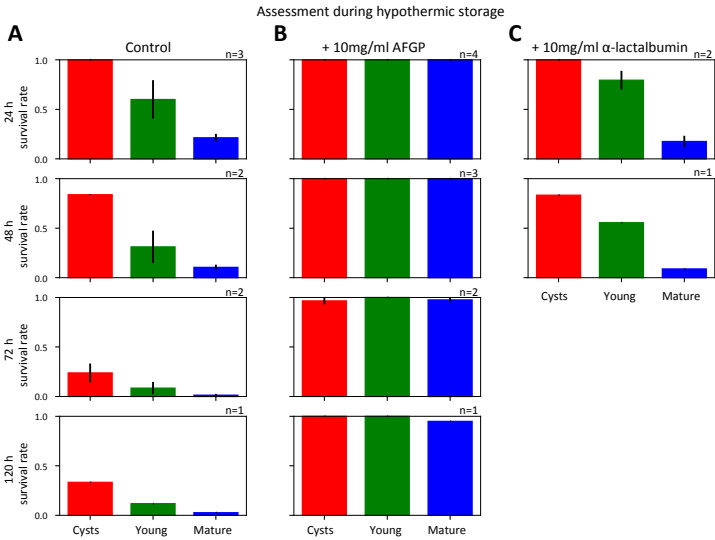 Assessment during hypothermic storage
A
B
C
Control
+ 10mg/ml AFGP
+ 10mg/ml α-lactalbumin
n=3
n=4
n=2
24 h
survival rate
1.0
0.5
0.0
n=2
n=3
n=1
48 h
survival rate
1.0
0.5
0.0
Cysts Young Mature
n=2
n=2
72 h
survival rate
1.0
0.5
0.0
n=1
n=1
120 h
survival rate
1.0
0.5
0.0
Cysts Young Mature
Cysts Young Mature